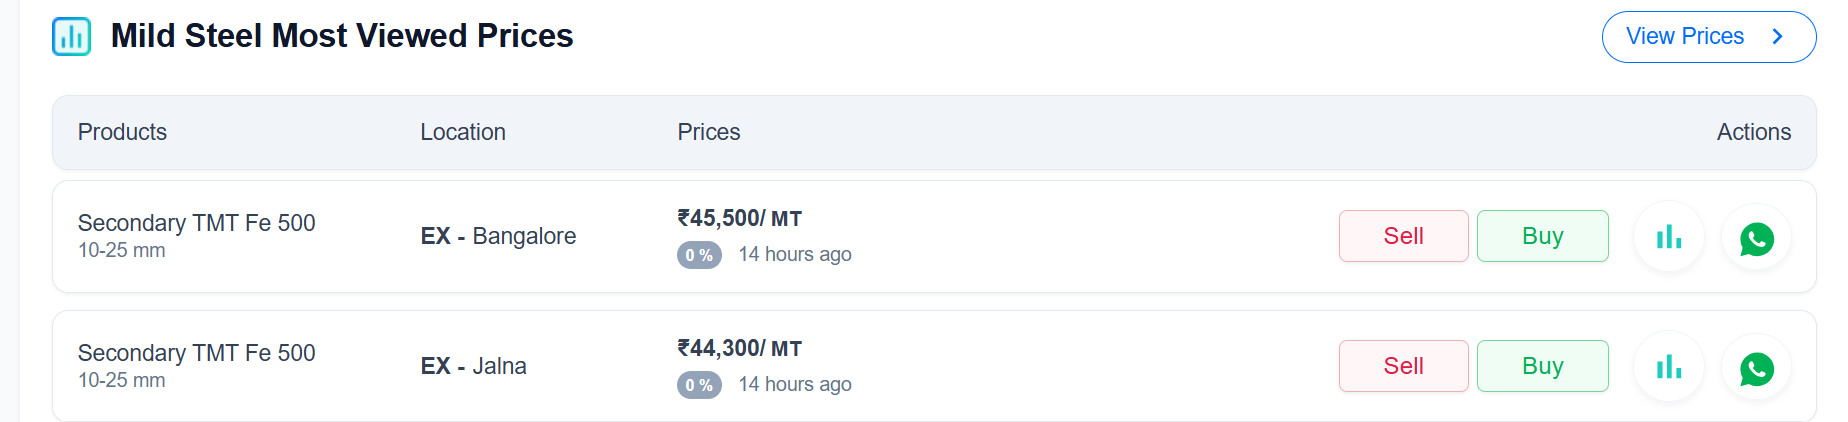 Mild Steel Most Viewed Prices
View Prices
Products Location Prices Actions
Secondary TMT Fe 500
10-25 mm
EX - Bangalore
₹45,500/ MT
0 % 14 hours ago
Sell Buy
Secondary TMT Fe 500
10-25 mm
EX - Jalna
₹44,300/ MT
0 % 14 hours ago
Sell Buy